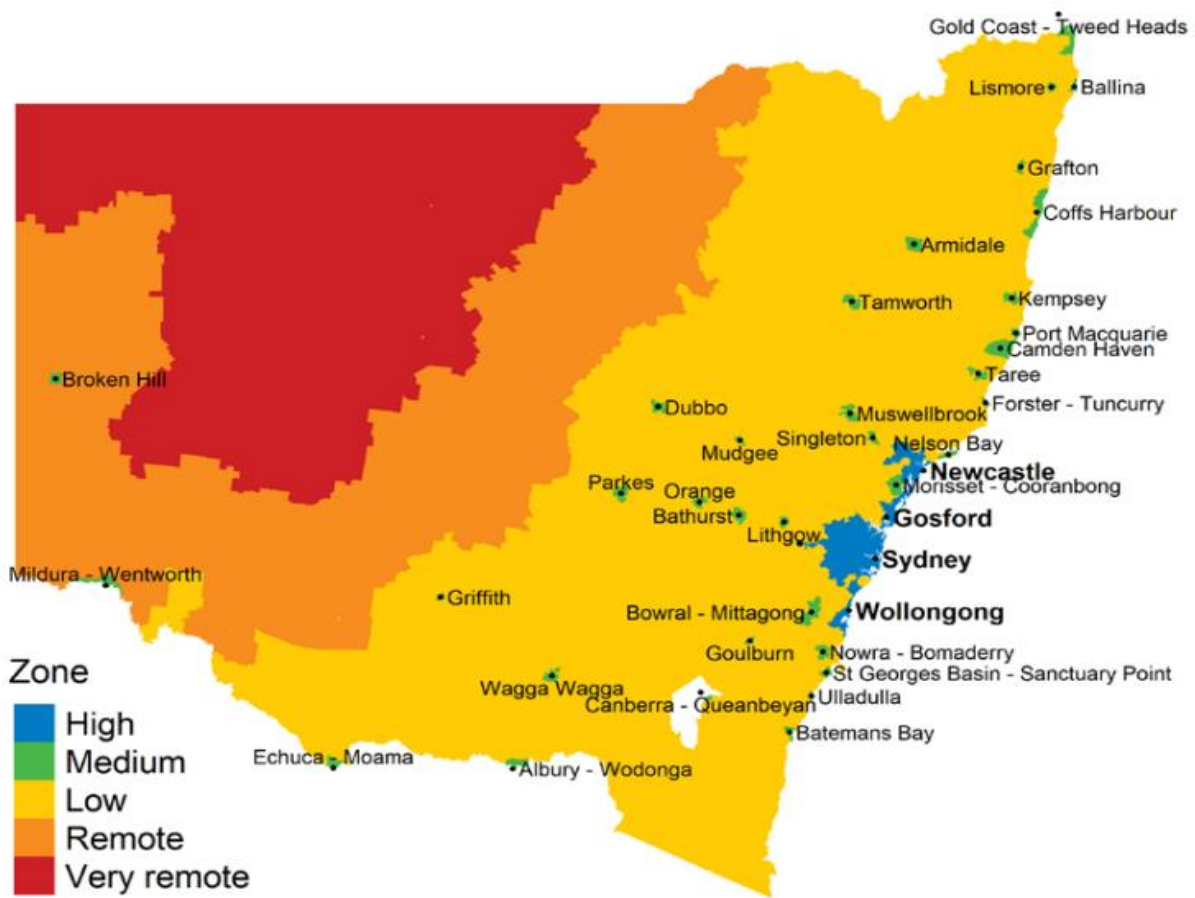 Gold Coast - Tweed Heads
Lismore
Ballina
Grafton
Coffs Harbour
Armidale
Tamworth
Kempsey
Port Macquarie
Camden Haven
Broken Hill
Taree
Dubbo
Muswellbrook
Forster - Tuncurry
Singleton
Nelson Bay
Mudgee
Newcastle
Parkes
Orange
Morisset - Cooranbong
Bathurst
Gosford
Lithgow
Sydney
Mildura - Wentworth
Griffith
Bowral - Mittagong
Wollongong
Goulburn
Nowra - Bomaderry
St Georges Basin - Sanctuary Point
Wagga Wagga
Canberra - Queanbeyan
Ulladulla
Batemans Bay
Echuca - Moama
Albury - Wodonga
Zone
High
Medium
Low
Remote
Very remote